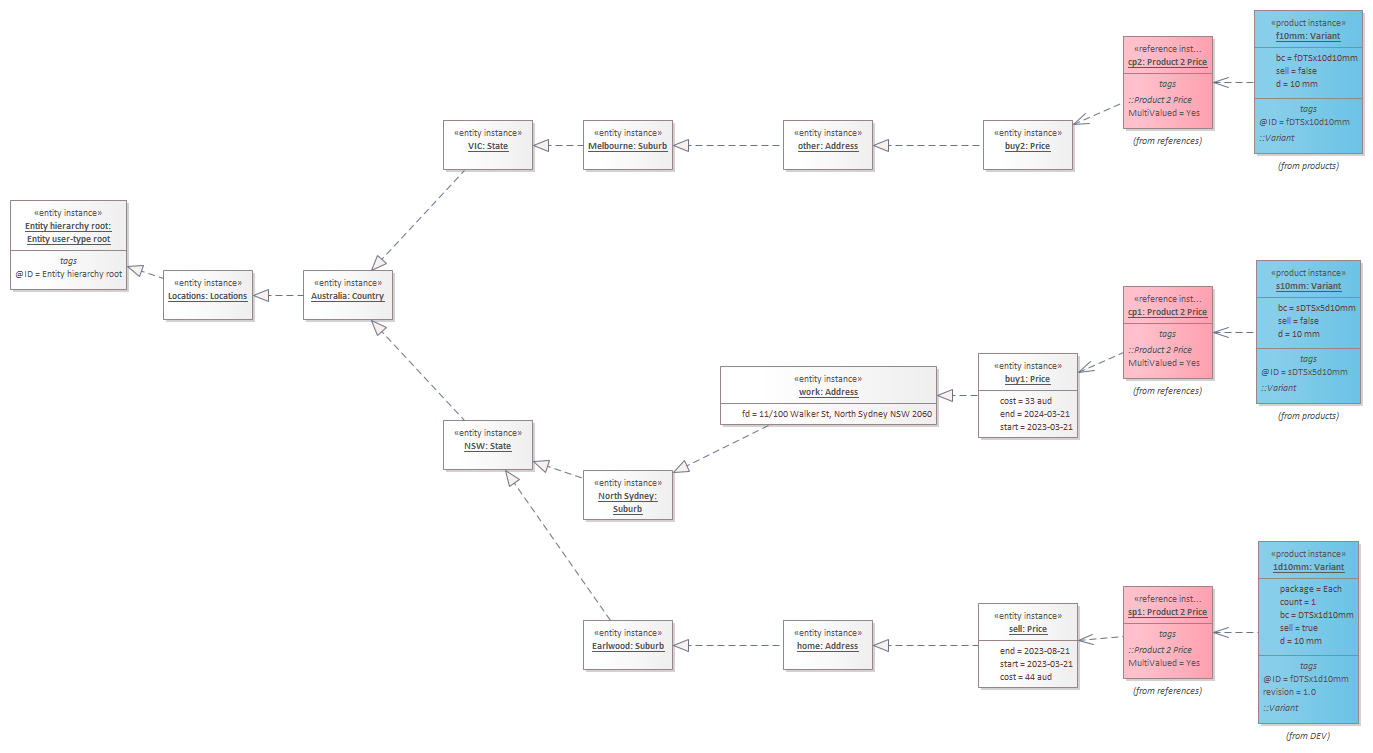 «product instance»
f10mm: Variant
bc = fDTSx10d10mm
sell = false
d = 10 mm
tags
@ID = fDTSx10d10mm
::Variant
(from products)
«reference inst...
cp2: Product 2 Price
tags
::Product 2 Price
MultiValued = Yes
(from references)
«entity instance»
VIC: State
«entity instance»
Melbourne: Suburb
«entity instance»
other: Address
«entity instance»
buy2: Price
«entity instance»
Entity hierarchy root:
Entity user-type root
tags
@ID = Entity hierarchy root
«entity instance»
Locations: Locations
«entity instance»
Australia: Country
«product instance»
s10mm: Variant
bc = sDTSx5d10mm
sell = false
d = 10 mm
tags
@ID = sDTSx5d10mm
::Variant
(from products)
«reference inst...
cp1: Product 2 Price
tags
::Product 2 Price
MultiValued = Yes
(from references)
«entity instance»
buy1: Price
cost = 33 aud
end = 2024-03-21
start = 2023-03-21
«entity instance»
work: Address
fd = 11/100 Walker St, North Sydney NSW 2060
«entity instance»
NSW: State
«entity instance»
North Sydney:
Suburb
«entity instance»
Earlwood: Suburb
«entity instance»
home: Address
«entity instance»
sell: Price
end = 2023-08-21
start = 2023-03-21
cost = 44 aud
«reference inst...
sp1: Product 2 Price
tags
::Product 2 Price
MultiValued = Yes
(from references)
«product instance»
1d10mm: Variant
package = Each
count = 1
bc = DTSx1d10mm
sell = true
d = 10 mm
tags
@ID = fDTSx1d10mm
revision = 1.0
::Variant
(from DEV)